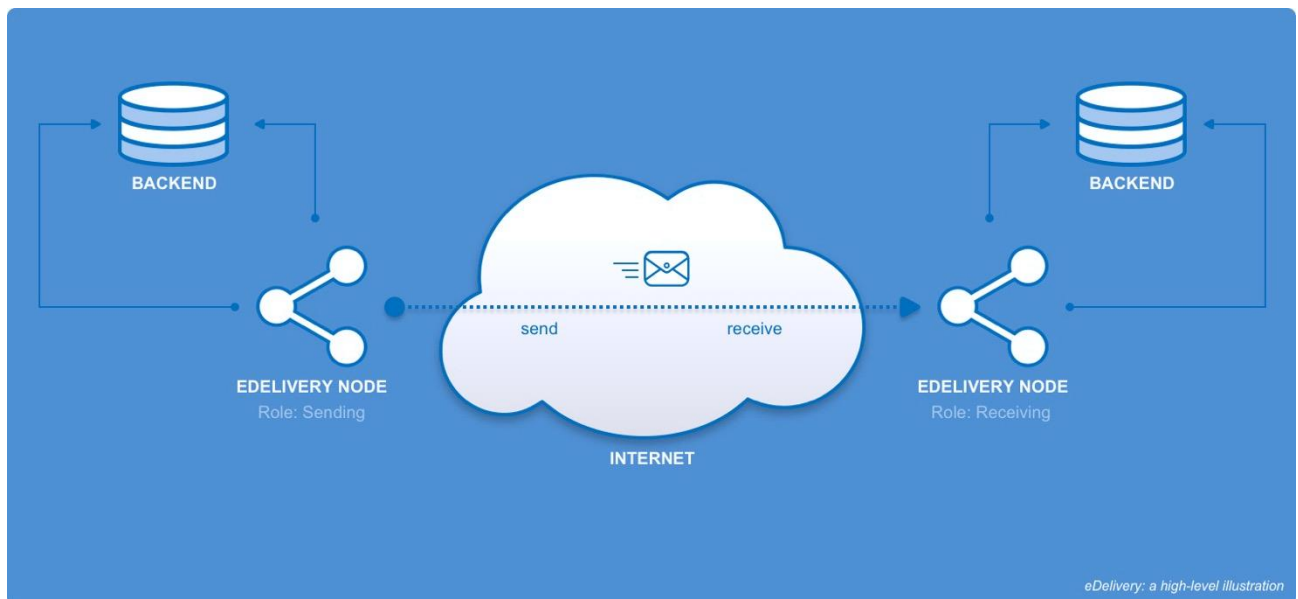 BACKEND
BACKEND
send
receive
EDELIVERY NODE
Role: Sending
EDELIVERY NODE
Role: Receiving
INTERNET
eDelivery: a high-level illustration